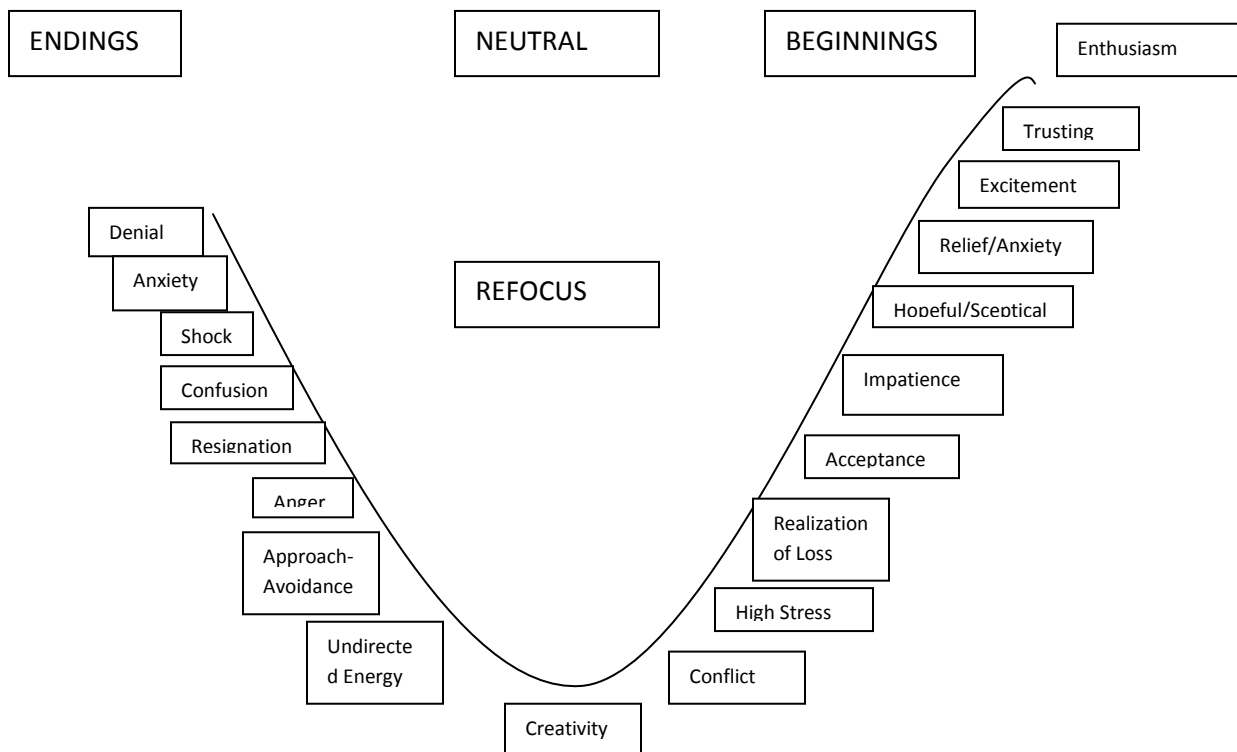 ENDINGS
NEUTRAL
BEGINNINGS
Enthusiasm
Trusting
Excitement
Denial
Relief/Anxiety
Anxiety
REFOCUS
Hopeful/Sceptical
Shock
Impatience
Confusion
Resignation
Acceptance
Anger
Realization
of Loss
Approach-
Avoidance
High Stress
Undirecte
d Energy
Conflict
Creativity